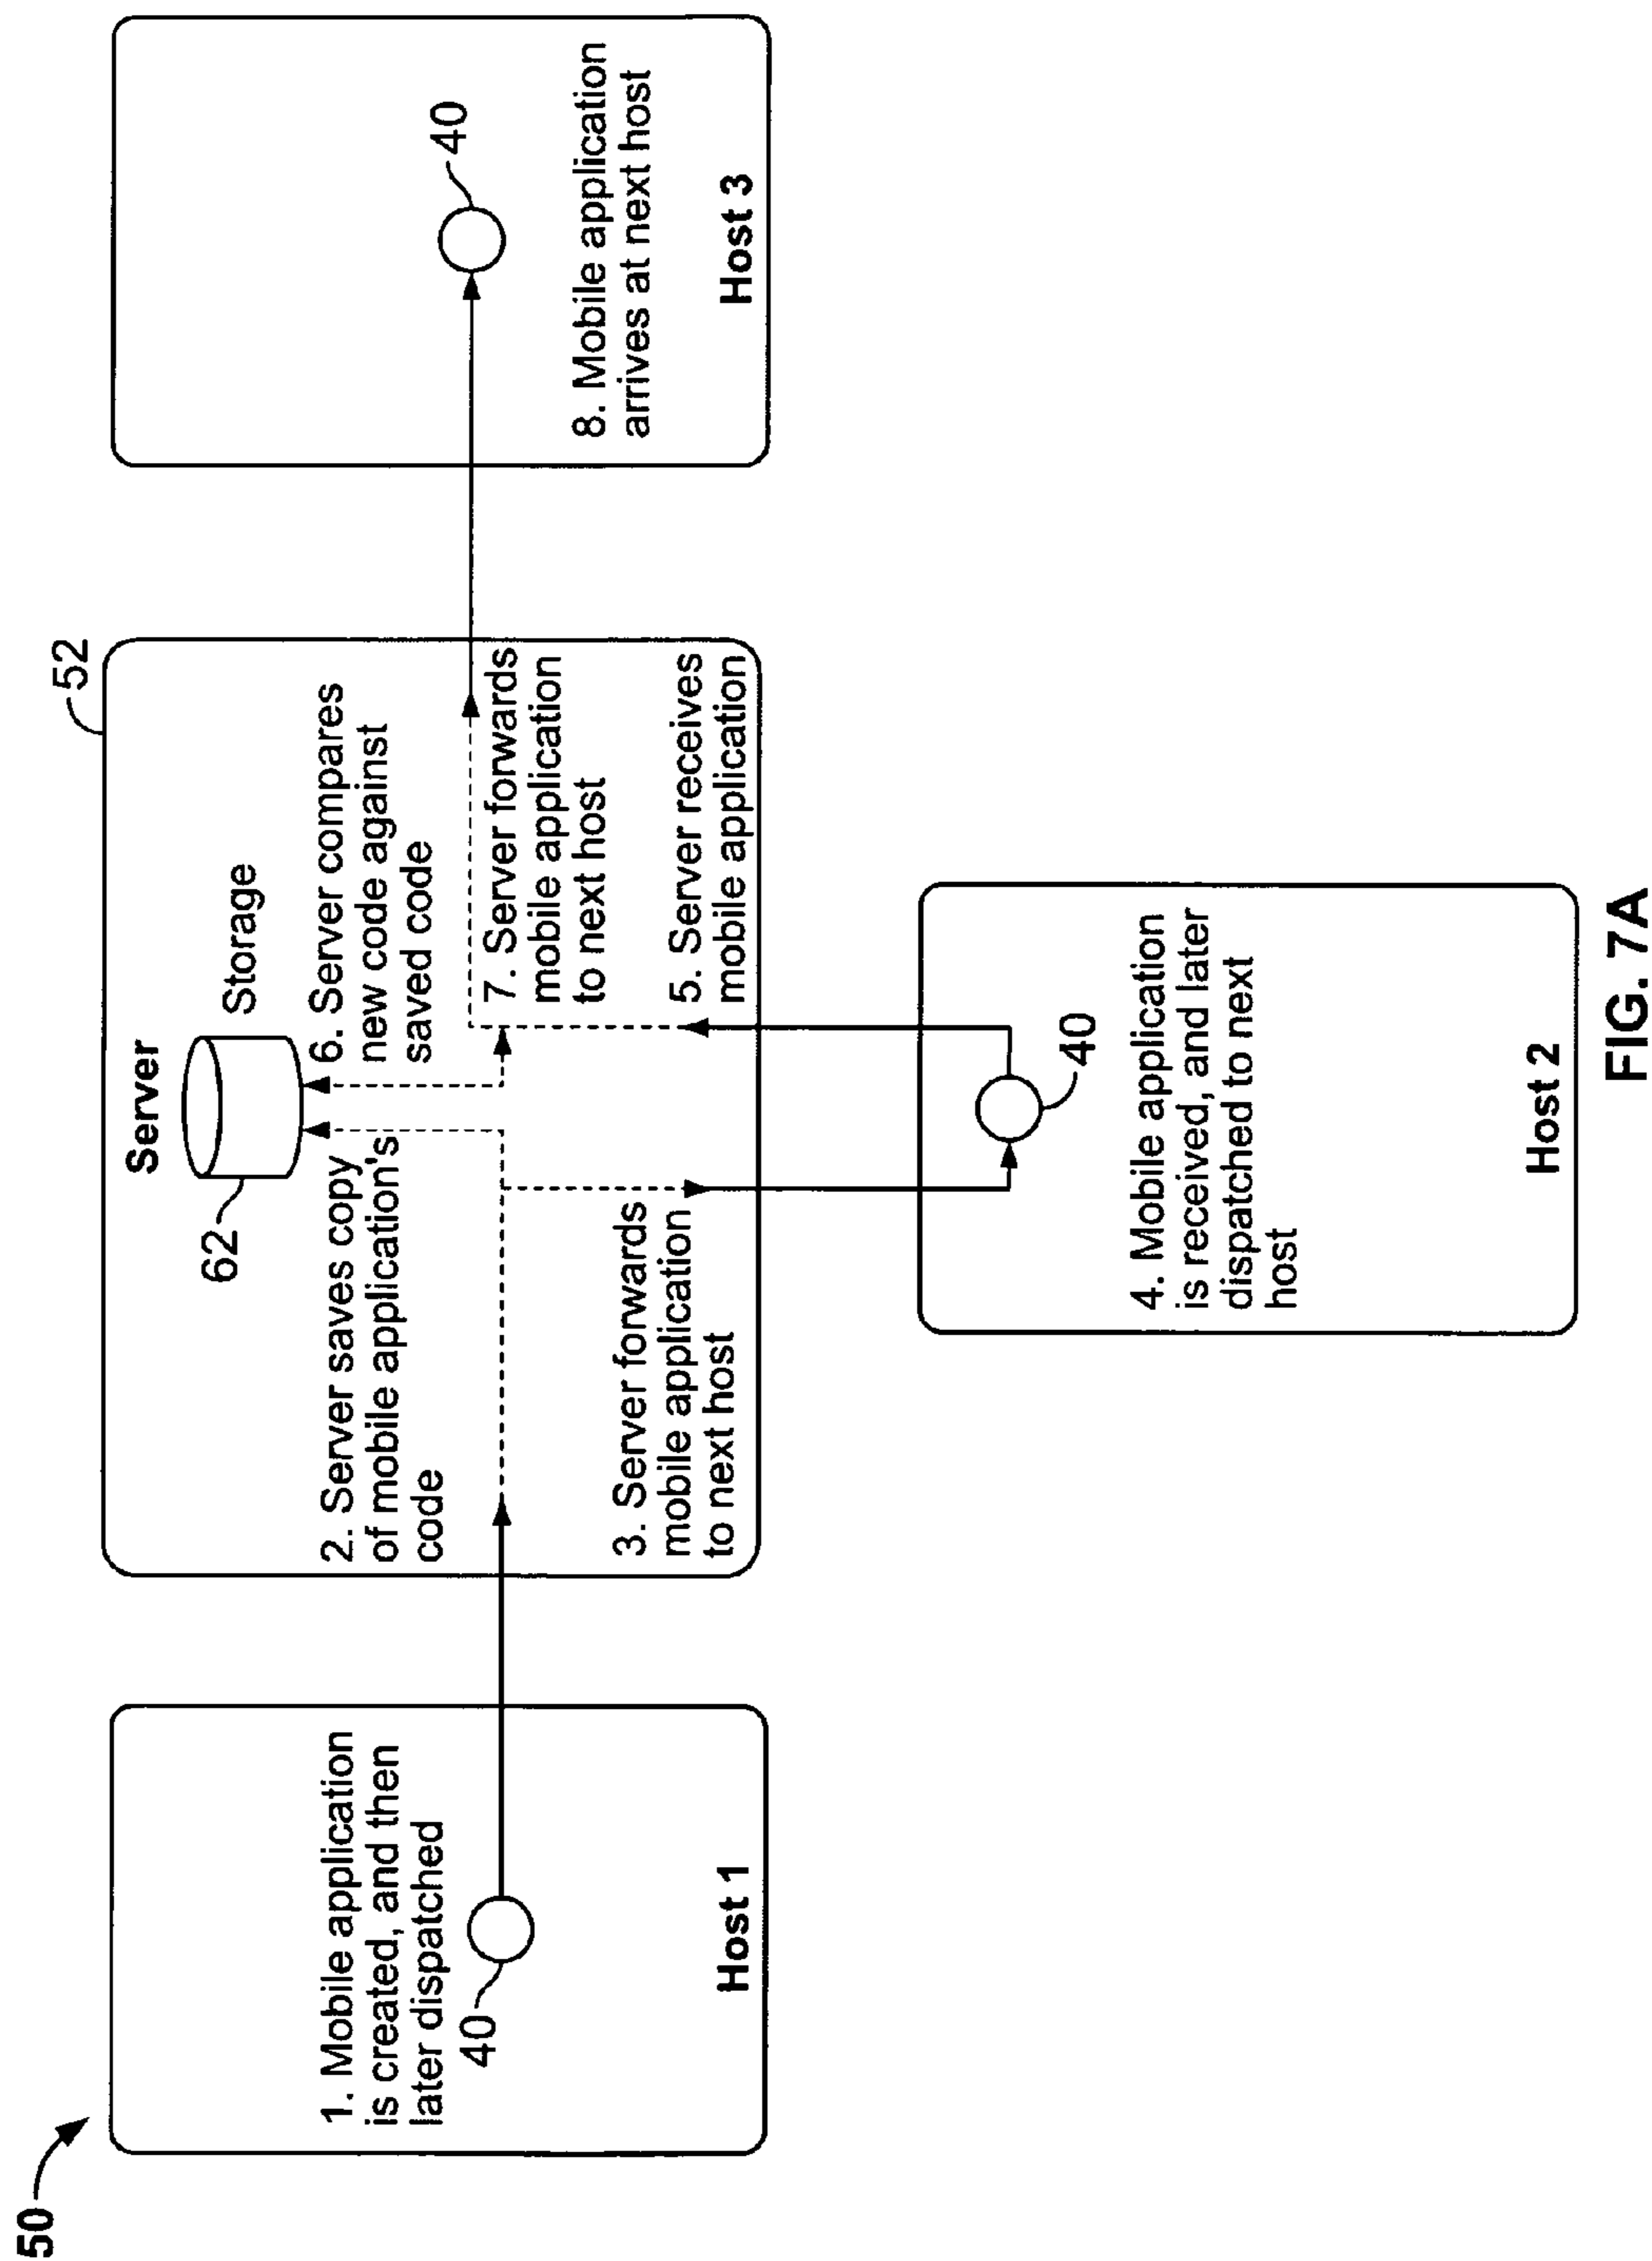 50
Host 1
1. Mobile application
is created, and then
later dispatched
40
52
Server
62
Storage
2. Server saves copy
of mobile application's
code
3. Server forwards
mobile application
to next host
6. Server compares
new code against
saved code
7. Server forwards
mobile application
to next host
5. Server receives
mobile application
40
4. Mobile application
is received, and later
dispatched to next
host
Host 2
40
8. Mobile application
arrives at next host
Host 3
FIG. 7A